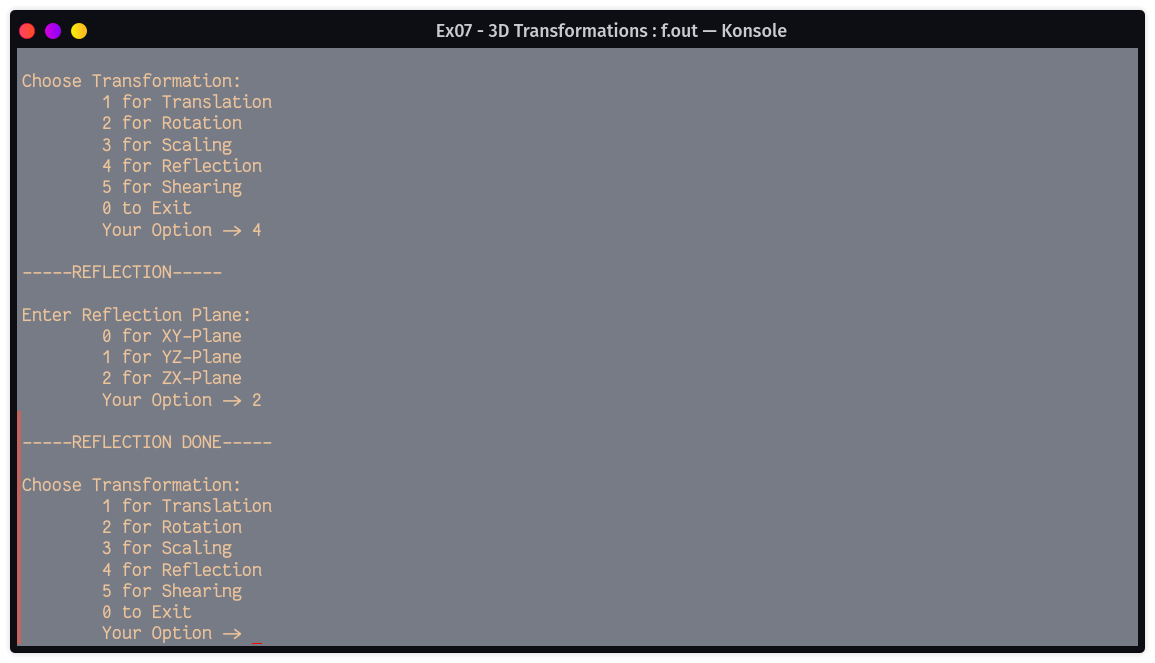 Ex07 - 3D Transformations : f.out — Konsole
Choose Transformation:
1 for Translation
2 for Rotation
3 for Scaling
4 for Reflection
5 for Shearing
0 to Exit
Your Option -> 4
-----REFLECTION-----
Enter Reflection Plane:
0 for XY-Plane
1 for YZ-Plane
2 for ZX-Plane
Your Option -> 2
-----REFLECTION DONE-----
Choose Transformation:
1 for Translation
2 for Rotation
3 for Scaling
4 for Reflection
5 for Shearing
0 to Exit
Your Option -> _